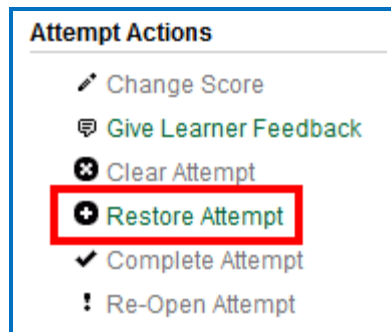 Attempt Actions
Change Score
Give Learner Feedback
Clear Attempt
Restore Attempt
Complete Attempt
Re-Open Attempt